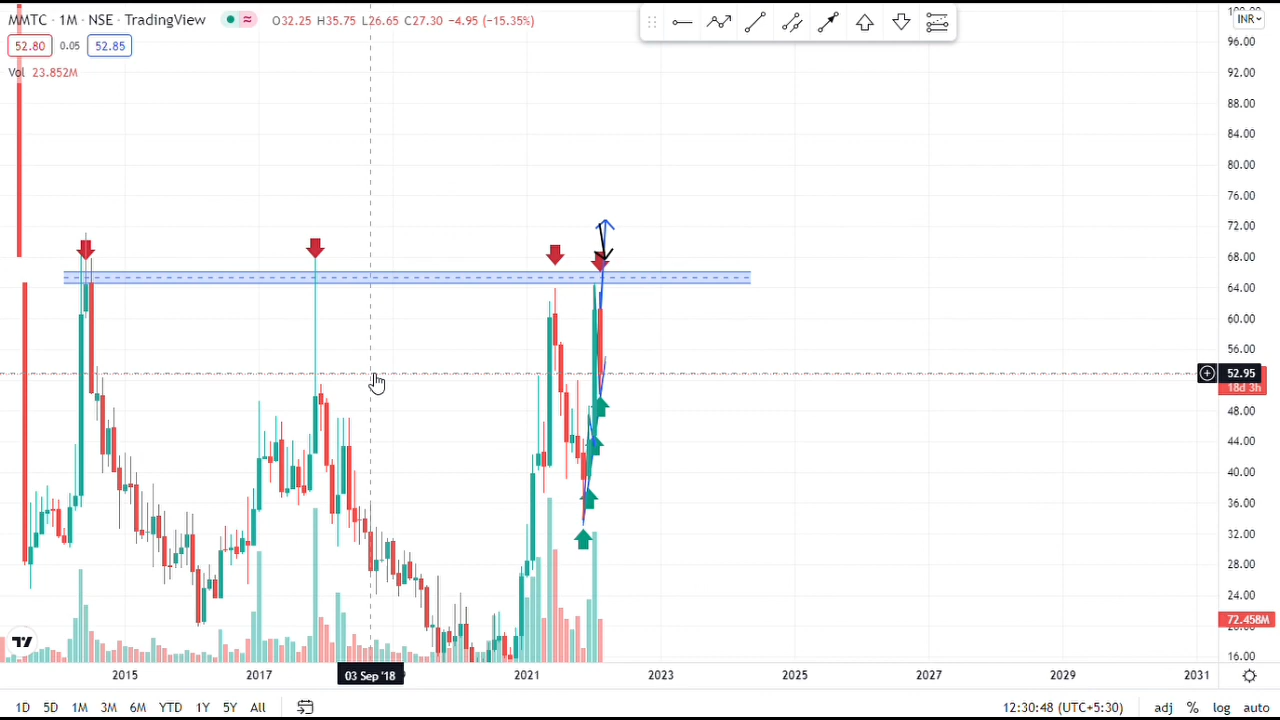 MMTC · 1M · NSE · TradingView O32.25 H35.75 L26.65 C27.30 −4.95 (−15.35%)
52.80 0.05 52.85
Vol 23.852M
INR
96.00
92.00
88.00
84.00
80.00
76.00
72.00
68.00
64.00
60.00
56.00
52.95
18d 3h
48.00
44.00
40.00
36.00
32.00
28.00
24.00
72.458M
16.00
2015 2017 03 Sep '18 2021 2023 2025 2027 2029 2031
1D 5D 1M 3M 6M YTD 1Y 5Y All 12:30:48 (UTC+5:30) adj % log auto